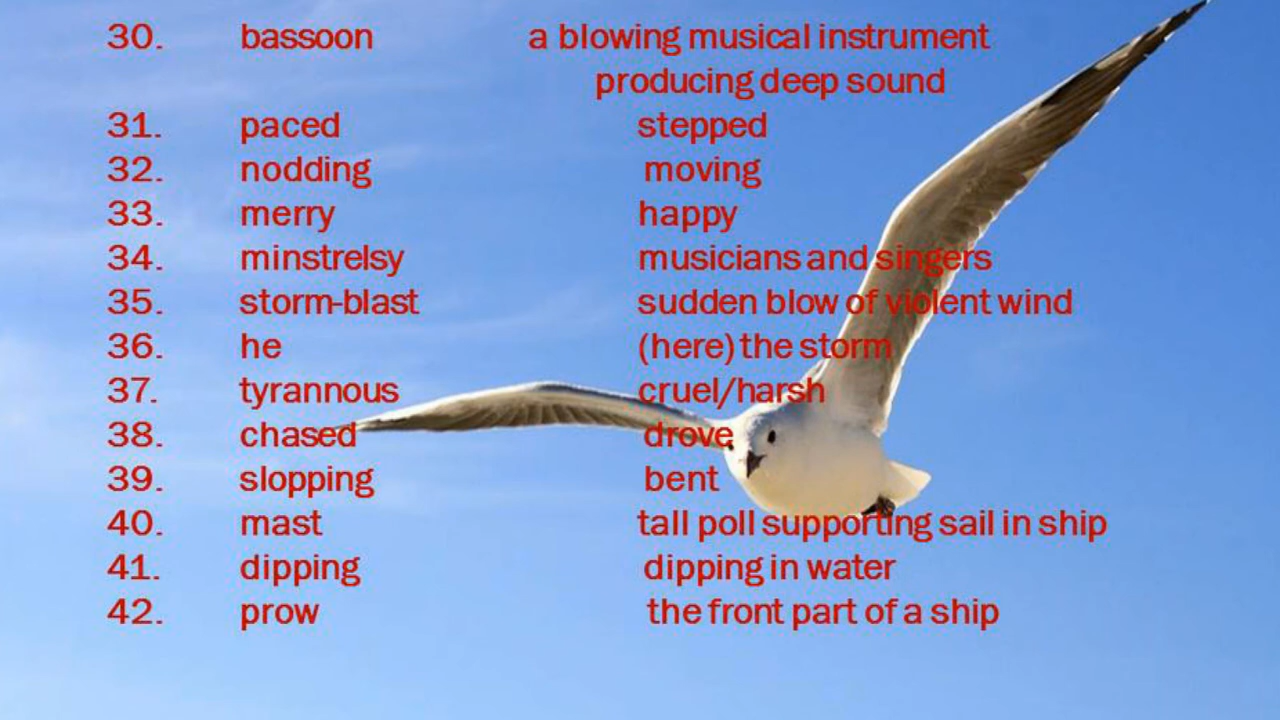 30. bassoon a blowing musical instrument
producing deep sound
31. paced stepped
32. nodding moving
33. merry happy
34. minstrelsy musicians and singers
35. storm-blast sudden blow of violent wind
36. he (here) the storm
37. tyrannous cruel/harsh
38. chased drove
39. slopping bent
40. mast tall poll supporting sail in ship
41. dipping dipping in water
42. prow the front part of a ship